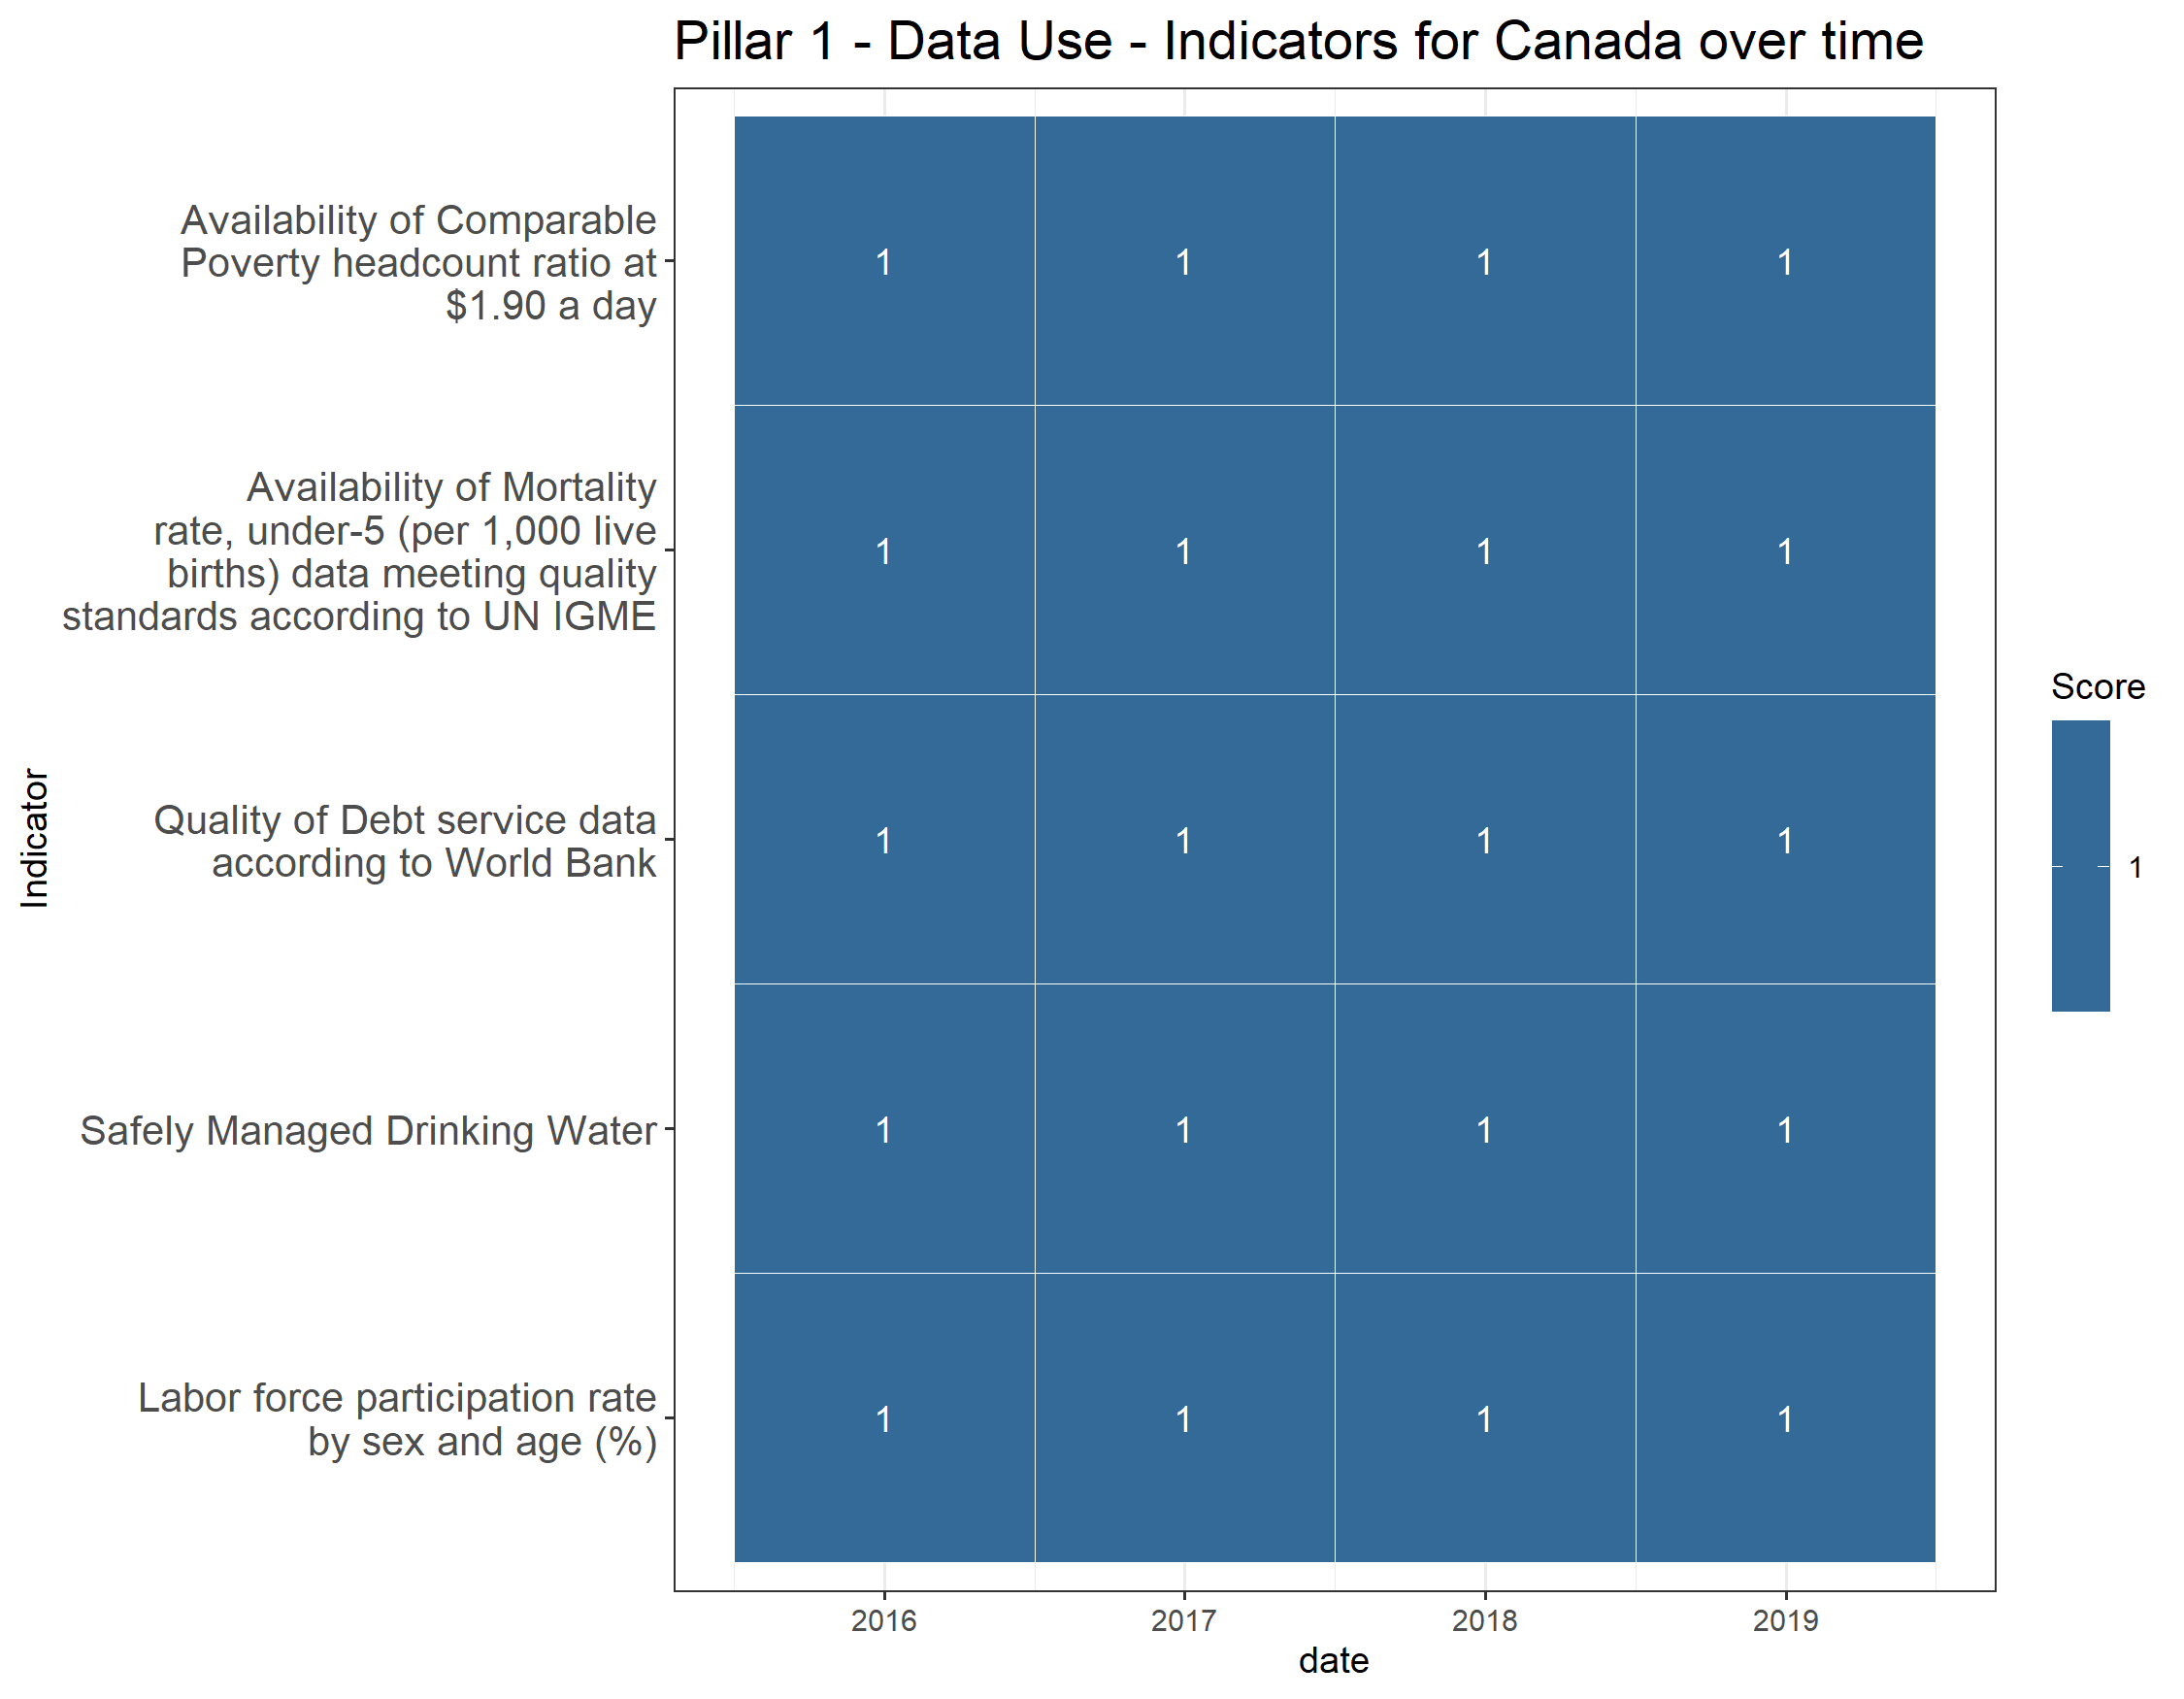 Pillar 1 - Data Use - Indicators for Canada over time
Indicator
Availability of Comparable
Poverty headcount ratio at
$1.90 a day
1 1 1 1
Availability of Mortality
rate, under-5 (per 1,000 live
births) data meeting quality
standards according to UN IGME
1 1 1 1
Quality of Debt service data
according to World Bank
1 1 1 1
Safely Managed Drinking Water
1 1 1 1
Labor force participation rate
by sex and age (%)
1 1 1 1
2016 2017 2018 2019
date
Score
1